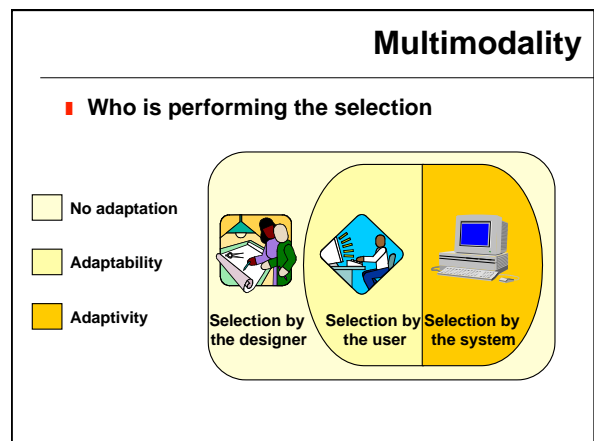 Multimodality
Who is performing the selection
No adaptation
Adaptability
Adaptivity
Selection by
the designer
Selection by
the user
Selection by
the system